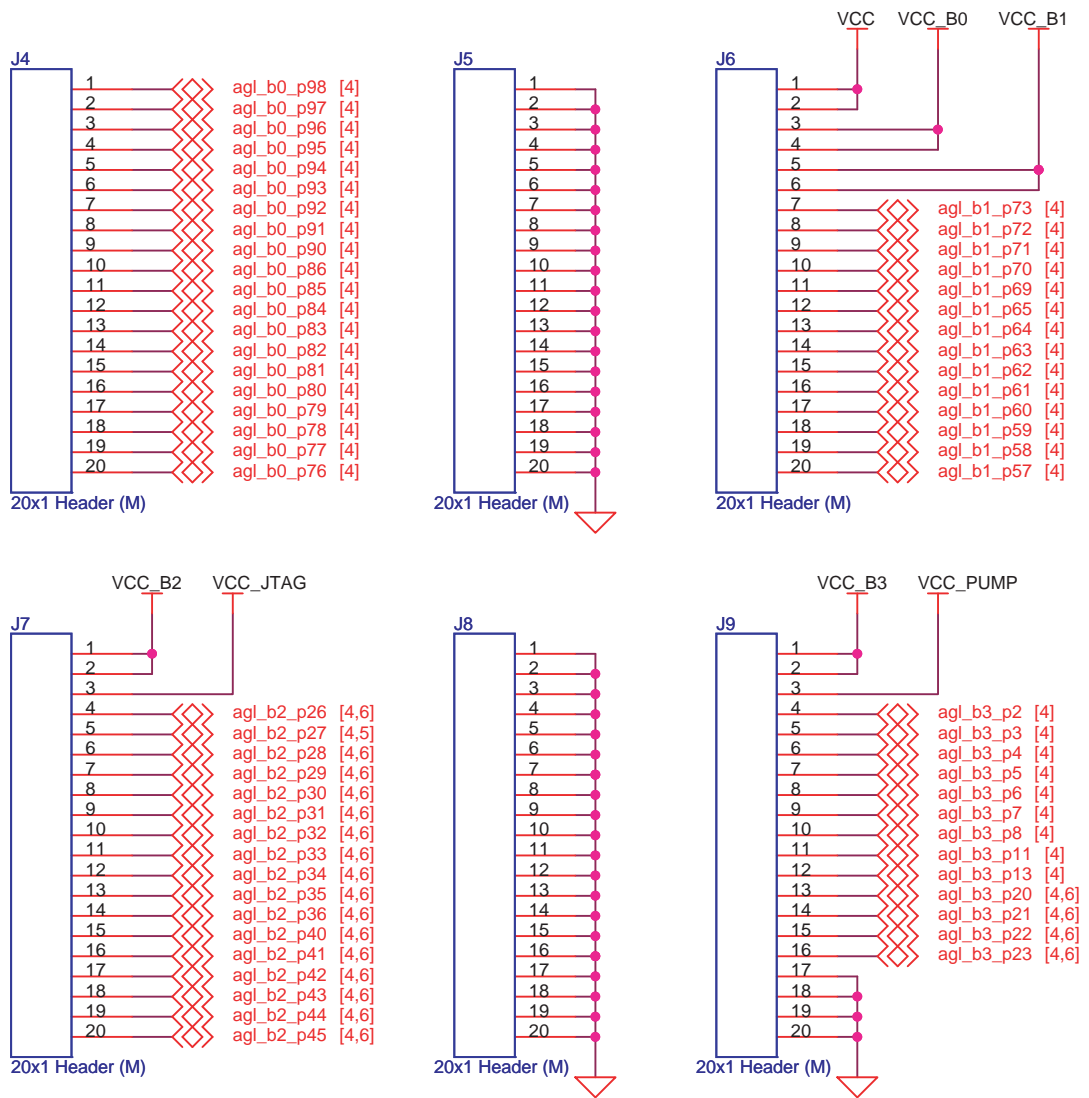 VCC VCC_B0 VCC_B1
J4
1 agl_b0_p98 [4]
2 agl_b0_p97 [4]
3 agl_b0_p96 [4]
4 agl_b0_p95 [4]
5 agl_b0_p94 [4]
6 agl_b0_p93 [4]
7 agl_b0_p92 [4]
8 agl_b0_p91 [4]
9 agl_b0_p90 [4]
10 agl_b0_p86 [4]
11 agl_b0_p85 [4]
12 agl_b0_p84 [4]
13 agl_b0_p83 [4]
14 agl_b0_p82 [4]
15 agl_b0_p81 [4]
16 agl_b0_p80 [4]
17 agl_b0_p79 [4]
18 agl_b0_p78 [4]
19 agl_b0_p77 [4]
20 agl_b0_p76 [4]
20x1 Header (M)
J5
1
2
3
4
5
6
7
8
9
10
11
12
13
14
15
16
17
18
19
20
20x1 Header (M)
J6
1
2
3
4
5
6
7 agl_b1_p73 [4]
8 agl_b1_p72 [4]
9 agl_b1_p71 [4]
10 agl_b1_p70 [4]
11 agl_b1_p69 [4]
12 agl_b1_p65 [4]
13 agl_b1_p64 [4]
14 agl_b1_p63 [4]
15 agl_b1_p62 [4]
16 agl_b1_p61 [4]
17 agl_b1_p60 [4]
18 agl_b1_p59 [4]
19 agl_b1_p58 [4]
20 agl_b1_p57 [4]
20x1 Header (M)
VCC_B2 VCC_JTAG
J7
1
2
3
4 agl_b2_p26 [4,6]
5 agl_b2_p27 [4,5]
6 agl_b2_p28 [4,6]
7 agl_b2_p29 [4,6]
8 agl_b2_p30 [4,6]
9 agl_b2_p31 [4,6]
10 agl_b2_p32 [4,6]
11 agl_b2_p33 [4,6]
12 agl_b2_p34 [4,6]
13 agl_b2_p35 [4,6]
14 agl_b2_p36 [4,6]
15 agl_b2_p40 [4,6]
16 agl_b2_p41 [4,6]
17 agl_b2_p42 [4,6]
18 agl_b2_p43 [4,6]
19 agl_b2_p44 [4,6]
20 agl_b2_p45 [4,6]
20x1 Header (M)
J8
1
2
3
4
5
6
7
8
9
10
11
12
13
14
15
16
17
18
19
20
20x1 Header (M)
VCC_B3 VCC_PUMP
J9
1
2
3
4 agl_b3_p2 [4]
5 agl_b3_p3 [4]
6 agl_b3_p4 [4]
7 agl_b3_p5 [4]
8 agl_b3_p6 [4]
9 agl_b3_p7 [4]
10 agl_b3_p8 [4]
11 agl_b3_p11 [4]
12 agl_b3_p13 [4]
13 agl_b3_p20 [4,6]
14 agl_b3_p21 [4,6]
15 agl_b3_p22 [4,6]
16 agl_b3_p23 [4,6]
17
18
19
20
20x1 Header (M)